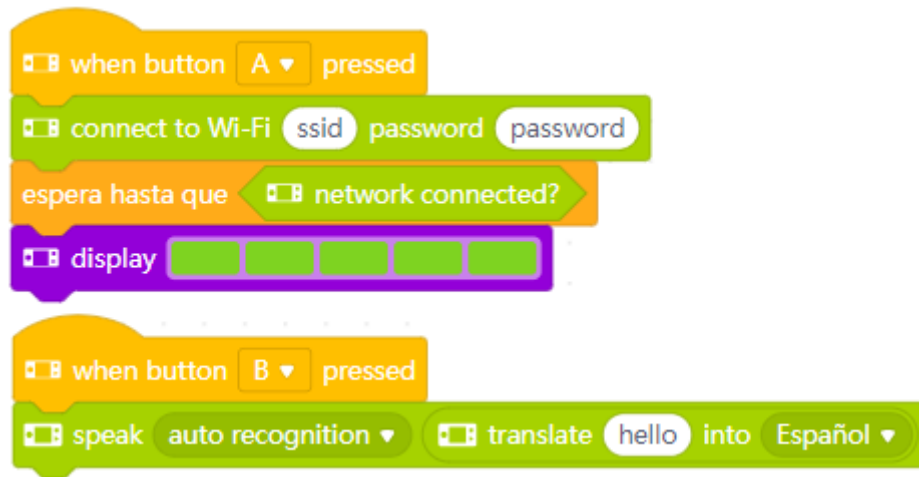 when button A ▾ pressed
connect to Wi-Fi ssid password password
espera hasta que network connected?
display
when button B ▾ pressed
speak auto recognition ▾ translate hello into Español ▾